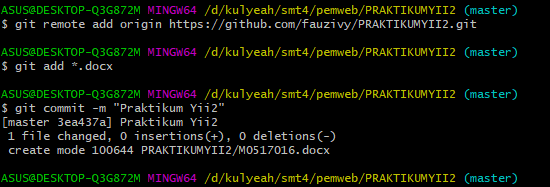 ASUS@DESKTOP-Q3G872M MINGW64 /d/kulyeah/smt4/pemweb/PRAKTIKUMYII2 (master)
$ git remote add origin https://github.com/fauzivy/PRAKTIKUMYII2.git
ASUS@DESKTOP-Q3G872M MINGW64 /d/kulyeah/smt4/pemweb/PRAKTIKUMYII2 (master)
$ git add *.docx
ASUS@DESKTOP-Q3G872M MINGW64 /d/kulyeah/smt4/pemweb/PRAKTIKUMYII2 (master)
$ git commit -m "Praktikum Yii2"
[master 3ea437a] Praktikum Yii2
1 file changed, 0 insertions(+), 0 deletions(-)
create mode 100644 PRAKTIKUMYII2/M0517016.docx
ASUS@DESKTOP-Q3G872M MINGW64 /d/kulyeah/smt4/pemweb/PRAKTIKUMYII2 (master)